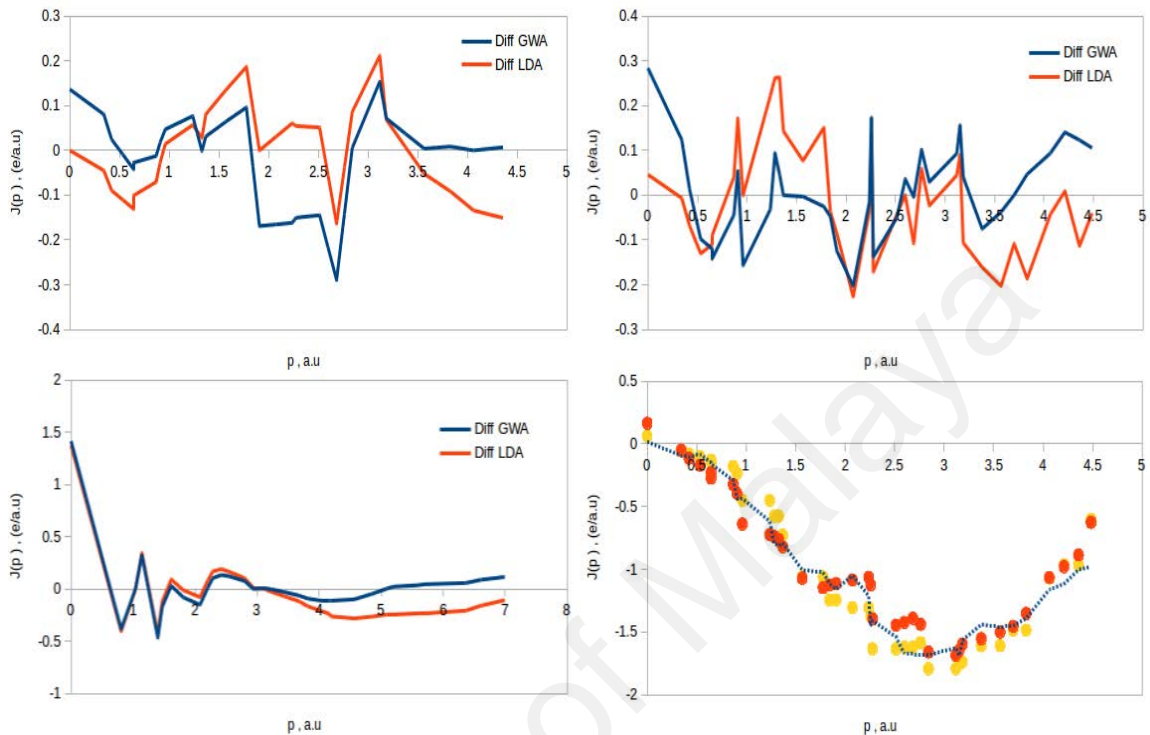 0.3
0.2
0.1
0
-0.1
-0.2
-0.3
-0.4
0 0.5 1 1.5 2 2.5 3 3.5 4 4.5 5
Diff GWA
Diff LDA
J(p) , (e/a.u)
p , a.u
0.4
0.3
0.2
0.1
0
-0.1
-0.2
-0.3
0 0.5 1 1.5 2 2.5 3 3.5 4 4.5 5
Diff GWA
Diff LDA
J(p) , (e/a.u)
p , a.u
2
1.5
1
0.5
0
-0.5
-1
0 1 2 3 4 5 6 7 8
Diff GWA
Diff LDA
J(p) , (e/a.u)
p , a.u
0.5
0
-0.5
-1
-1.5
-2
0 0.5 1 1.5 2 2.5 3 3.5 4 4.5 5
J(p) , (e/a.u)
p , a.u
of Malaya